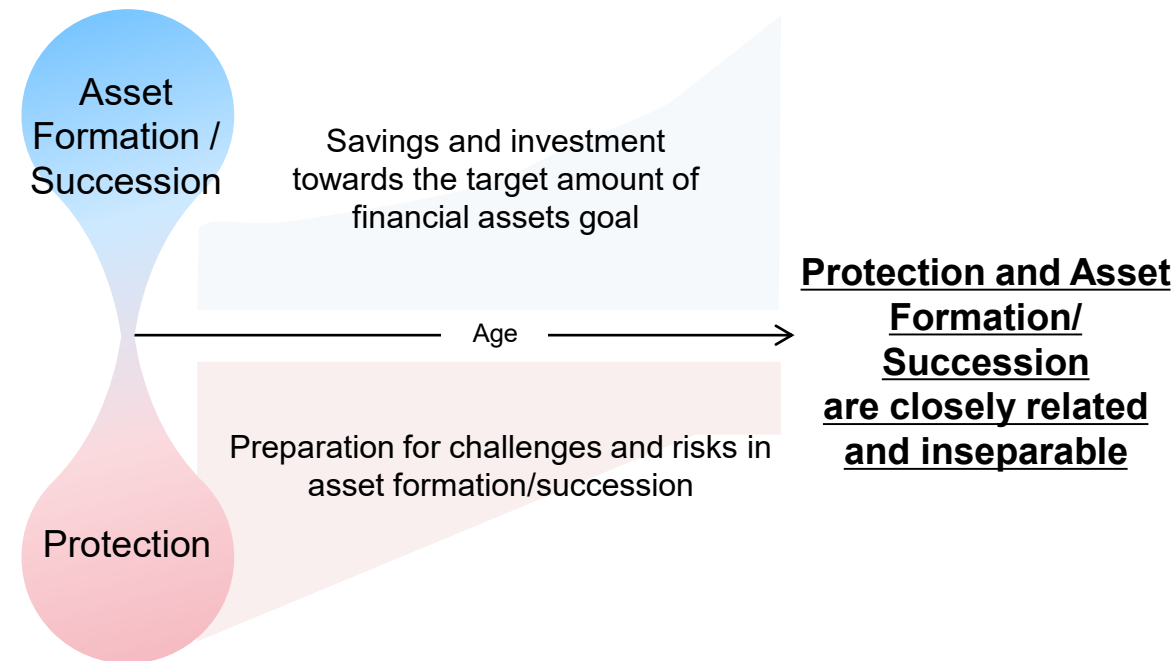 Asset
Formation /
Succession
Savings and investment
towards the target amount of
financial assets goal
Protection and Asset
Formation/
Succession
are closely related
and inseparable
Age
Preparation for challenges and risks in
asset formation/succession
Protection